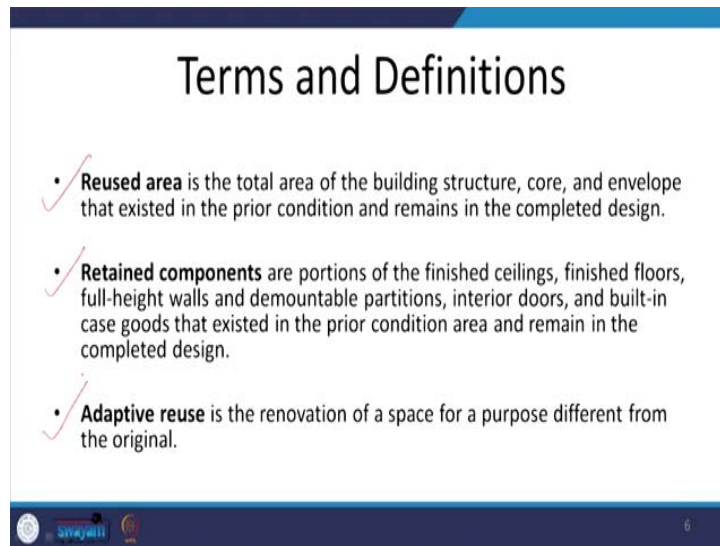 Terms and Definitions
• Reused area is the total area of the building structure, core, and envelope
that existed in the prior condition and remains in the completed design.
• Retained components are portions of the finished ceilings, finished floors,
full-height walls and demountable partitions, interior doors, and built-in
case goods that existed in the prior condition area and remain in the
completed design.
• Adaptive reuse is the renovation of a space for a purpose different from
the original.
swayam
6